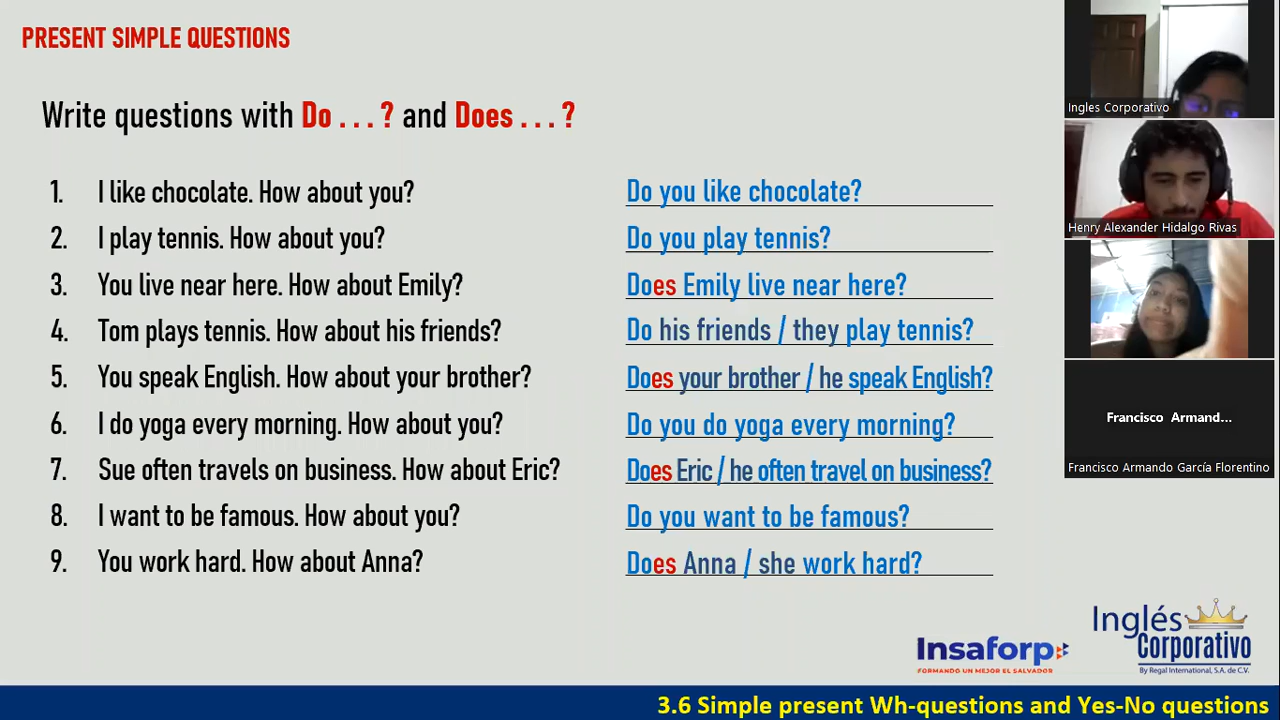 PRESENT SIMPLE QUESTIONS
Write questions with Do . . . ? and Does . . . ?
1. I like chocolate. How about you? Do you like chocolate?
2. I play tennis. How about you? Do you play tennis?
3. You live near here. How about Emily? Does Emily live near here?
4. Tom plays tennis. How about his friends? Do his friends / they play tennis?
5. You speak English. How about your brother? Does your brother / he speak English?
6. I do yoga every morning. How about you? Do you do yoga every morning?
7. Sue often travels on business. How about Eric? Does Eric / he often travel on business?
8. I want to be famous. How about you? Do you want to be famous?
9. You work hard. How about Anna? Does Anna / she work hard?
Ingles Corporativo
Henry Alexander Hidalgo Rivas
Francisco Armand...
Francisco Armando García Florentino
Insaforp
FORMANDO UN MEJOR EL SALVADOR
Inglés
Corporativo
By Regal International, S.A. de C.V.
3.6 Simple present Wh-questions and Yes-No questions